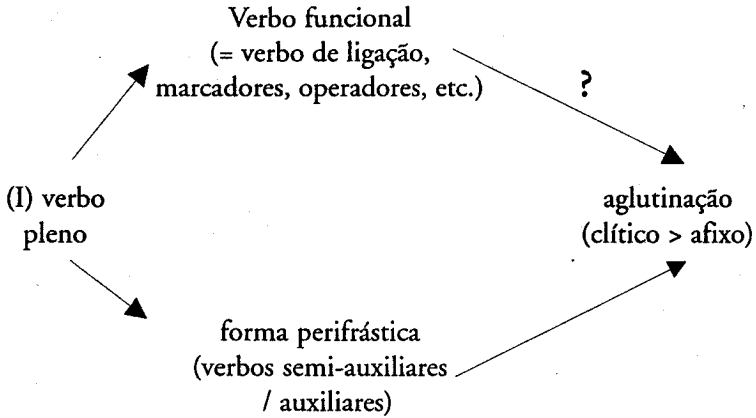 Verbo funcional
(= verbo de ligação,
marcadores, operadores, etc.)
?
(I) verbo
pleno
aglutinação
(clítico > afixo)
forma perifrástica
(verbos semi-auxiliares
/ auxiliares)